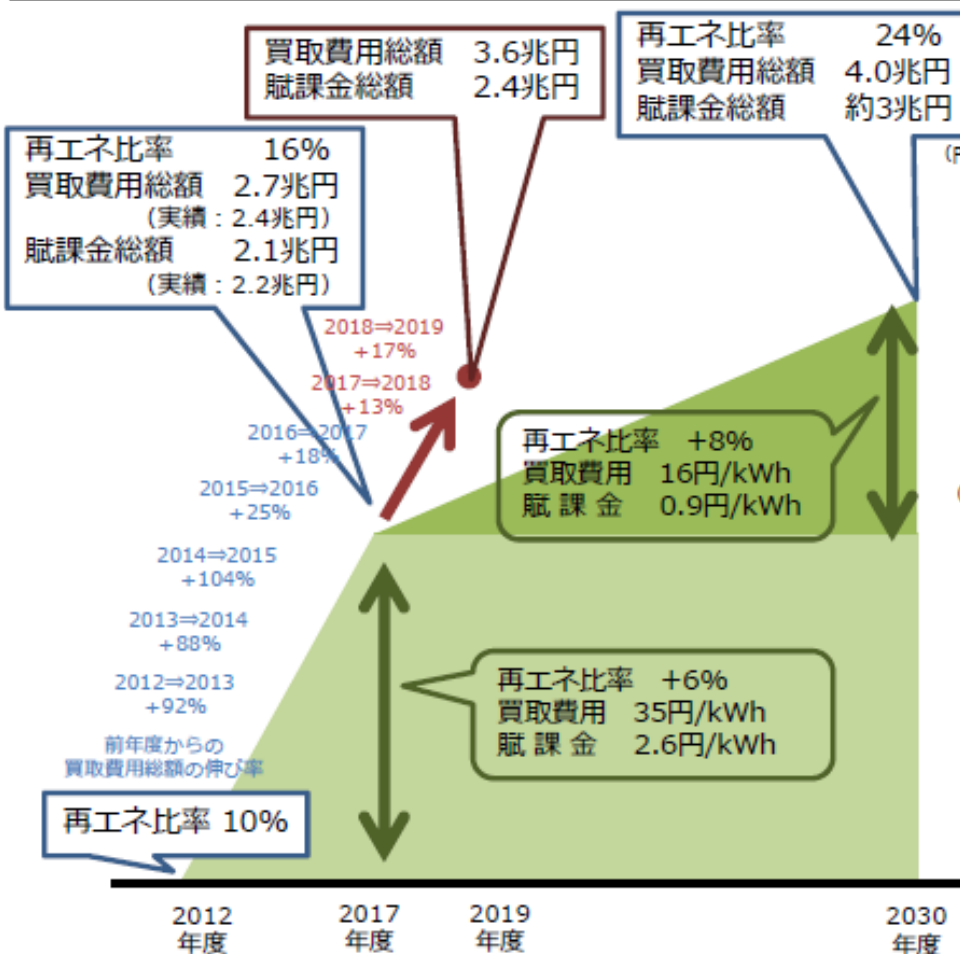 買取費用総額 3.6兆円
賦課金総額 2.4兆円
再エネ比率 24%
買取費用総額 4.0兆円
賦課金総額 約3兆円
再エネ比率 16%
買取費用総額 2.7兆円
（実績：2.4兆円）
賦課金総額 2.1兆円
（実績：2.2兆円）
2018⇒2019
+17%
2017⇒2018
+13%
2016⇒2017
+18%
2015⇒2016
+25%
2014⇒2015
+104%
2013⇒2014
+88%
2012⇒2013
+92%
前年度からの
買取費用総額の伸び率
再エネ比率 +8%
買取費用 16円/kWh
賦課金 0.9円/kWh
再エネ比率 +6%
買取費用 35円/kWh
賦課金 2.6円/kWh
再エネ比率 10%
2012
年度
2017
年度
2019
年度
2030
年度